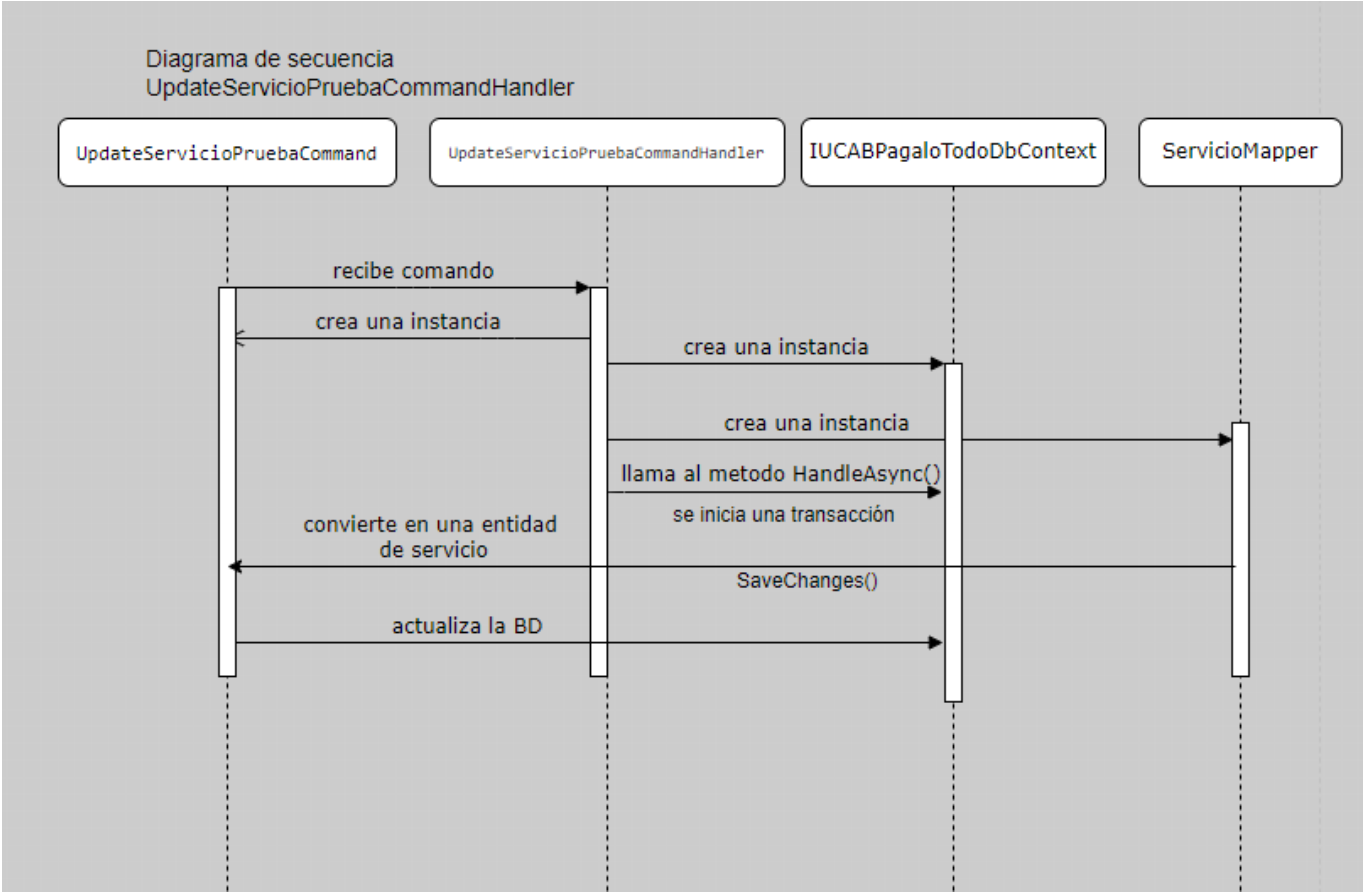 Diagrama de secuencia
UpdateServicioPruebaCommandHandler
UpdateServicioPruebaCommand
UpdateServicioPruebaCommandHandler
IUCABPagaloTodoDbContext
ServicioMapper
recibe comando
crea una instancia
crea una instancia
crea una instancia
llama al metodo HandleAsync()
se inicia una transacción
convierte en una entidad
de servicio
SaveChanges()
actualiza la BD